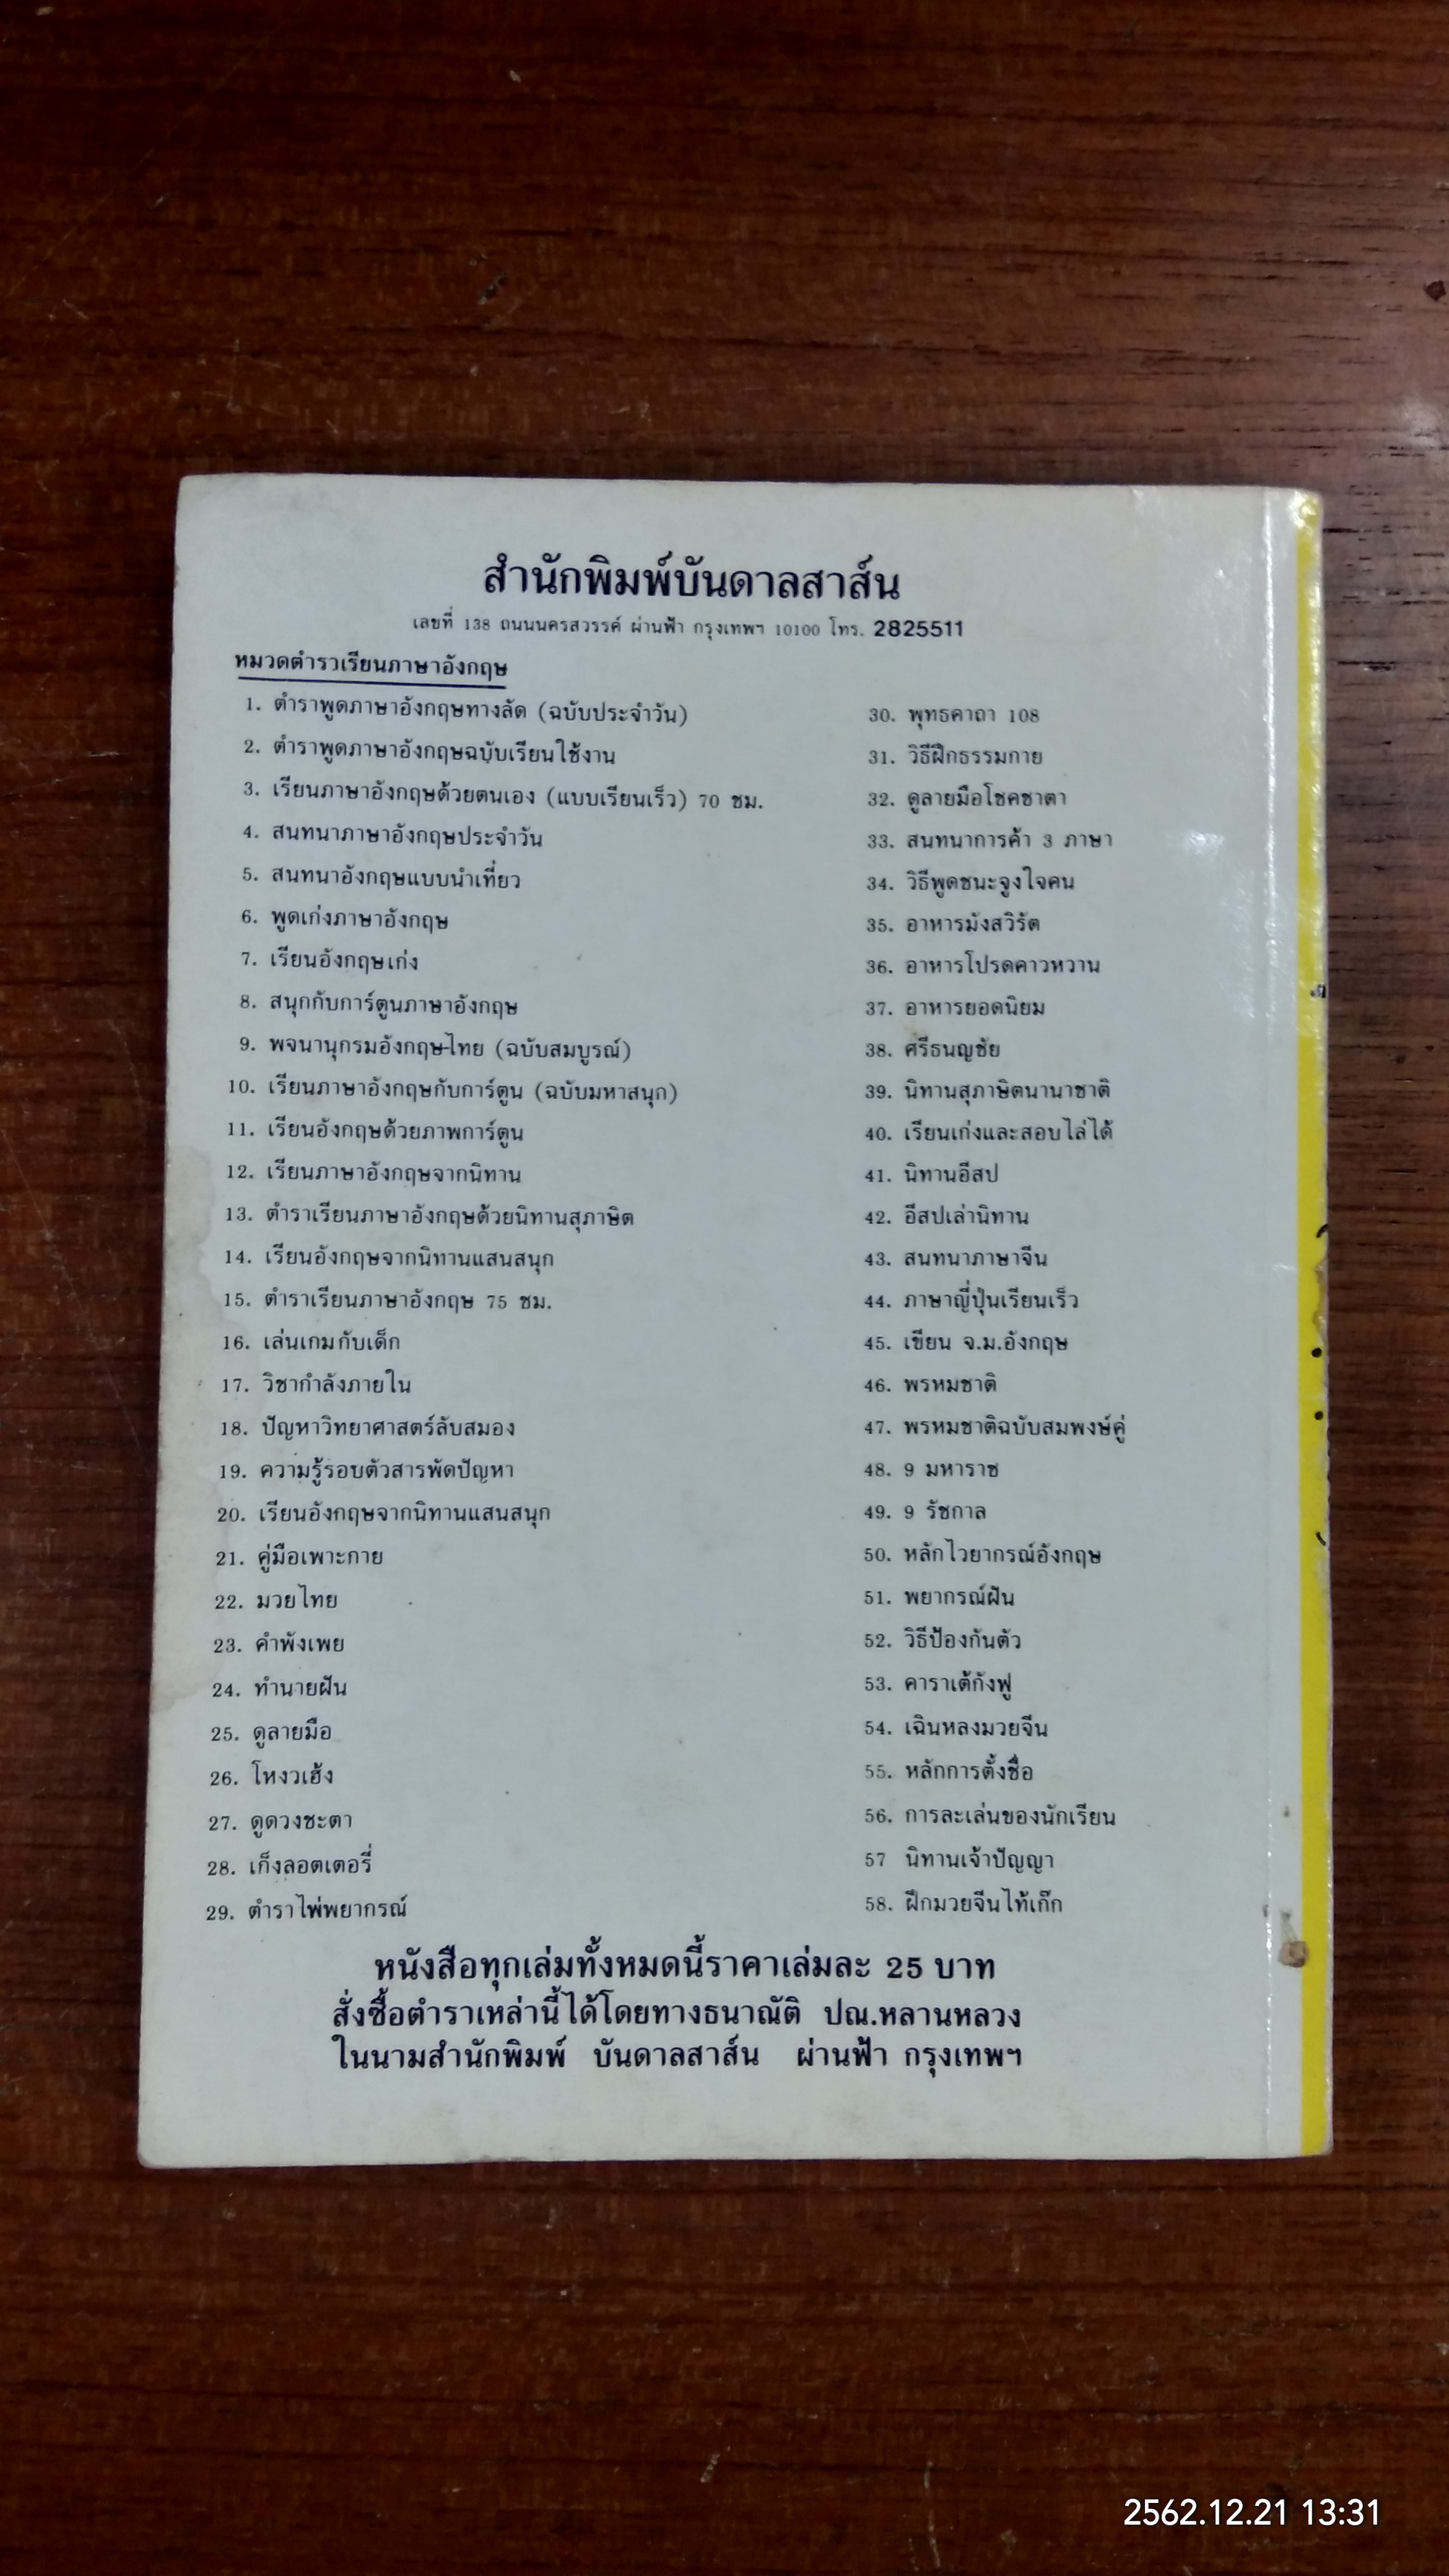 สำนักพิมพ์บันดาลสาส์น
เลขที่ 138 ถนนนครสวรรค์ ผ่านฟ้า กรุงเทพฯ 10100 โทร. 2825511
หมวดตำรวเรียนภาษาอังกฤษ
1. ตำราพูดภาษาอังกฤษทางลัด (ฉบับประจำวัน)
2. ตำราพูดภาษาอังกฤษฉบับเรียนใช้งาน
3. เรียนภาษาอังกฤษด้วยตนเอง (แบบเรียนเร็ว) 70 ชม.
4. สนทนาภาษาอังกฤษประจำวัน
5. สนทนาอังกฤษแบบนำเที่ยว
6. พูดเก่งภาษาอังกฤษ
7. เรียนอังกฤษเก่ง
8. สนุกกับการ์ตูนภาษาอังกฤษ
9. พจนานุกรมอังกฤษ-ไทย (ฉบับสมบูรณ์)
10. เรียนภาษาอังกฤษกับการ์ตูน (ฉบับมหาสนุก)
11. เรียนอังกฤษด้วยภาพการ์ตูน
12. เรียนภาษาอังกฤษจากนิทาน
13. ตำราเรียนภาษาอังกฤษด้วยนิทานสุภาษิต
14. เรียนอังกฤษจากนิทานแสนสนุก
15. ตำราเรียนภาษาอังกฤษ 75 ชม.
16. เล่นเกมกับเด็ก
17. วิชากำลังภายใน
18. ปัญหาวิทยาศาสตร์ลับสมอง
19. ความรู้รอบตัวสารพัดปัญหา
20. เรียนอังกฤษจากนิทานแสนสนุก
21. คู่มือเพาะกาย
22. มวยไทย
23. คำพังเพย
24. ทำนายฝัน
25. ดูลายมือ
26. โหงวเฮ้ง
27. ดูดวงชะตา
28. เก็งลอตเตอรี่
29. ตำราไพ่พยากรณ์
30. พุทธคาถา 108
31. วิธีฝึกธรรมกาย
32. ดูลายมือโชคชาตา
33. สนทนาการค้า 3 ภาษา
34. วิธีพูดชนะจูงใจคน
35. อาหารมังสวิรัต
36. อาหารโปรดคาวหวาน
37. อาหารยอดนิยม
38. ศรีธนญชัย
39. นิทานสุภาษิตนานาชาติ
40. เรียนเก่งและสอบไล่ได้
41. นิทานอีสป
42. อีสปเล่านิทาน
43. สนทนาภาษาจีน
44. ภาษาญี่ปุ่นเรียนเร็ว
45. เขียน จ.ม.อังกฤษ
46. พรหมชาติ
47. พรหมชาติฉบับสมพงษ์คู่
48. 9 มหาราช
49. 9 รัชกาล
50. หลักไวยากรณ์อังกฤษ
51. พยากรณ์ฝัน
52. วิธีป้องกันตัว
53. คาราเต้กังฟู
54. เฉินหลงมวยจีน
55. หลักการตั้งชื่อ
56. การละเล่นของนักเรียน
57 นิทานเจ้าปัญญา
58. ฝึกมวยจีนไท้เก๊ก
หนังสือทุกเล่มทั้งหมดนี้ราคาเล่มละ 25 บาท
สั่งซื้อตำราเหล่านี้ได้โดยทางธนาณัติ ปณ.หลานหลวง
ในนามสำนักพิมพ์ บันดาลสาส์น ผ่านฟ้า กรุงเทพฯ
2562.12.21 13:31